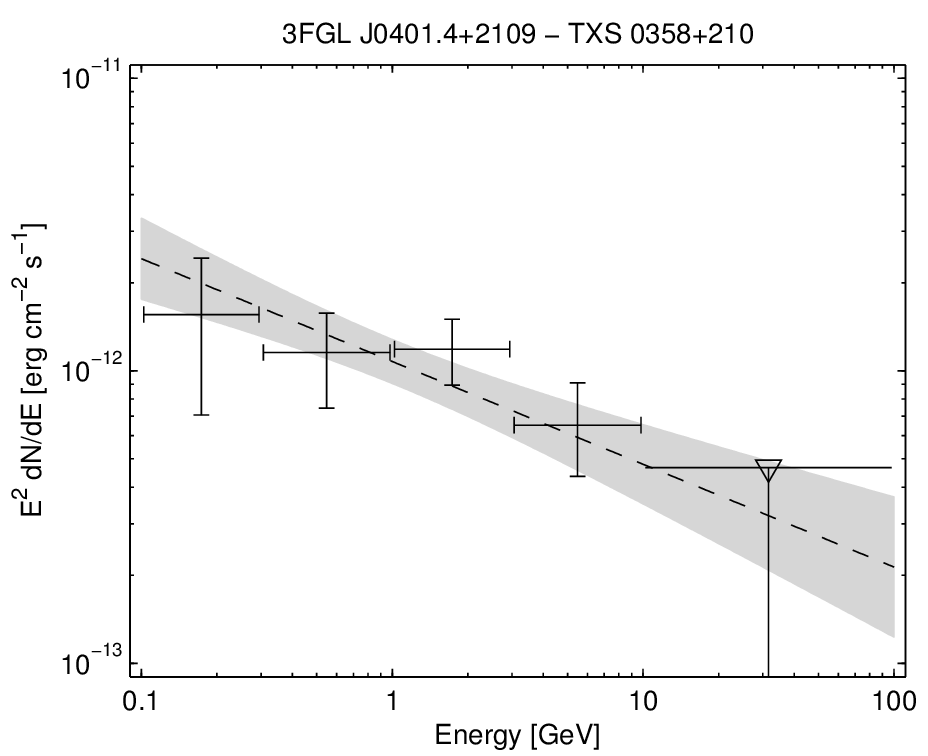 3FGL J0401.4+2109 − TXS 0358+210
10⁻¹¹
10⁻¹²
10⁻¹³
E² dN/dE [erg cm⁻² s⁻¹]
0.1 1 10 100
Energy [GeV]